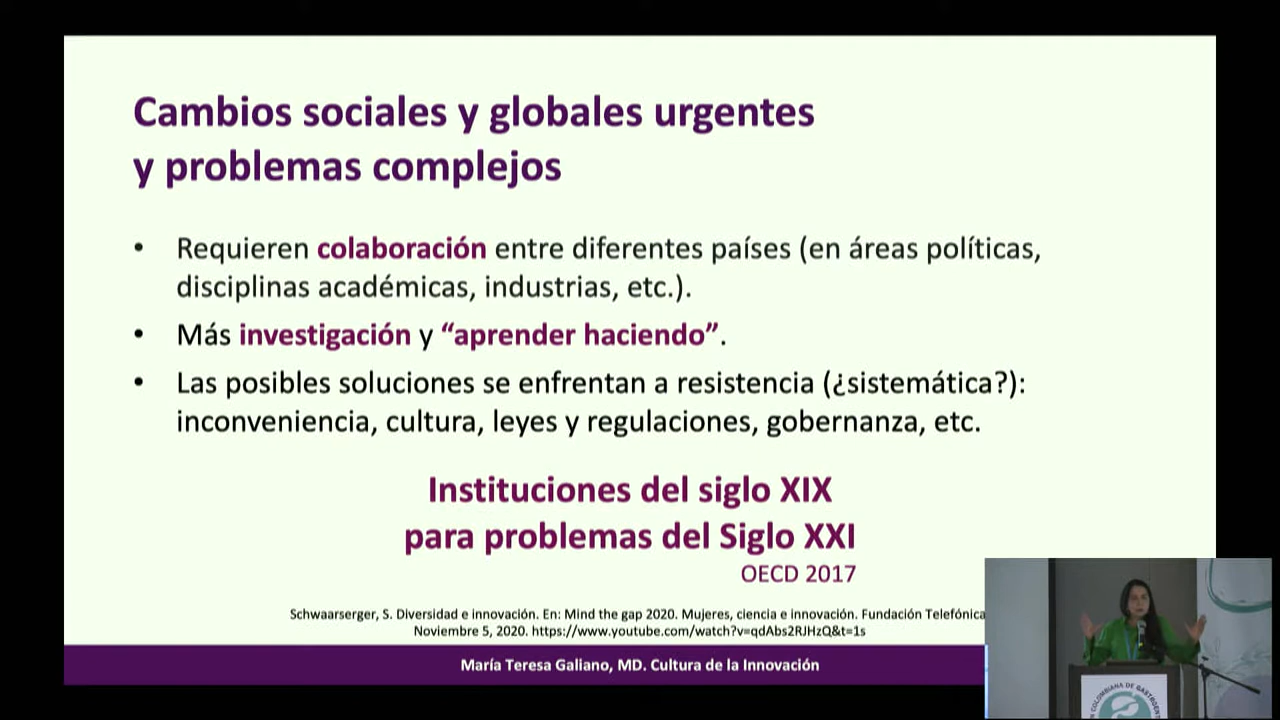 Cambios sociales y globales urgentes
y problemas complejos
• Requieren colaboración entre diferentes países (en áreas políticas,
disciplinas académicas, industrias, etc.).
• Más investigación y “aprender haciendo”.
• Las posibles soluciones se enfrentan a resistencia (¿sistemática?):
inconveniencia, cultura, leyes y regulaciones, gobernanza, etc.
Instituciones del siglo XIX
para problemas del Siglo XXI
OECD 2017
Schwaarserger, S. Diversidad e innovación. En: Mind the gap 2020. Mujeres, ciencia e innovación. Fundación Telefónica
Noviembre 5, 2020. https://www.youtube.com/watch?v=qdAbs2RJHzQ&t=1s
María Teresa Galiano, MD. Cultura de la Innovación
COLOMBIANA DE